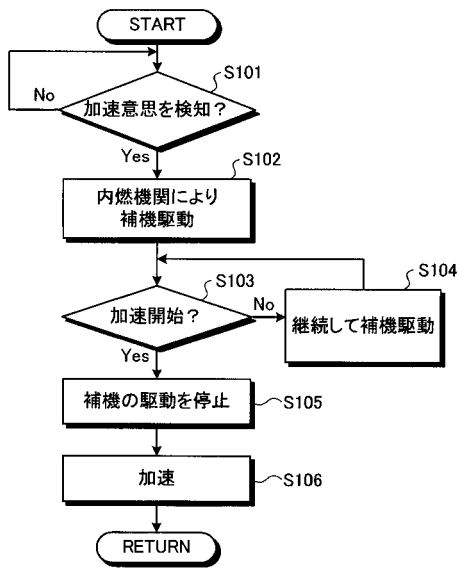 START
S101
No
加速意思を検知？
Yes
S102
内燃機関により
補機駆動
S103
S104
加速開始？
No
継続して補機駆動
Yes
補機の駆動を停止
S105
加速
S106
RETURN